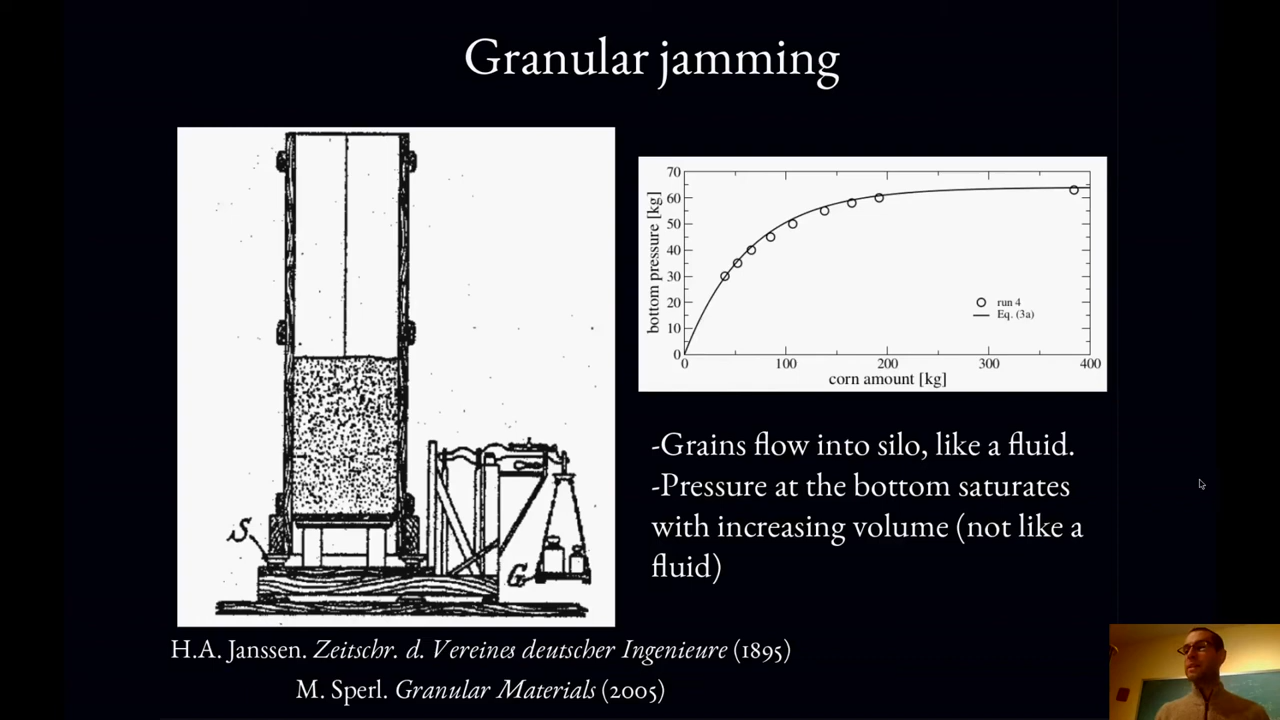 Granular jamming
S
G
70
60
50
40
30
20
10
0
bottom pressure [kg]
run 4
Eq. (3a)
0 100 200 300 400
corn amount [kg]
-Grains flow into silo, like a fluid.
-Pressure at the bottom saturates
with increasing volume (not like a
fluid)
H.A. Janssen. Zeitschr. d. Vereines deutscher Ingenieure (1895)
M. Sperl. Granular Materials (2005)